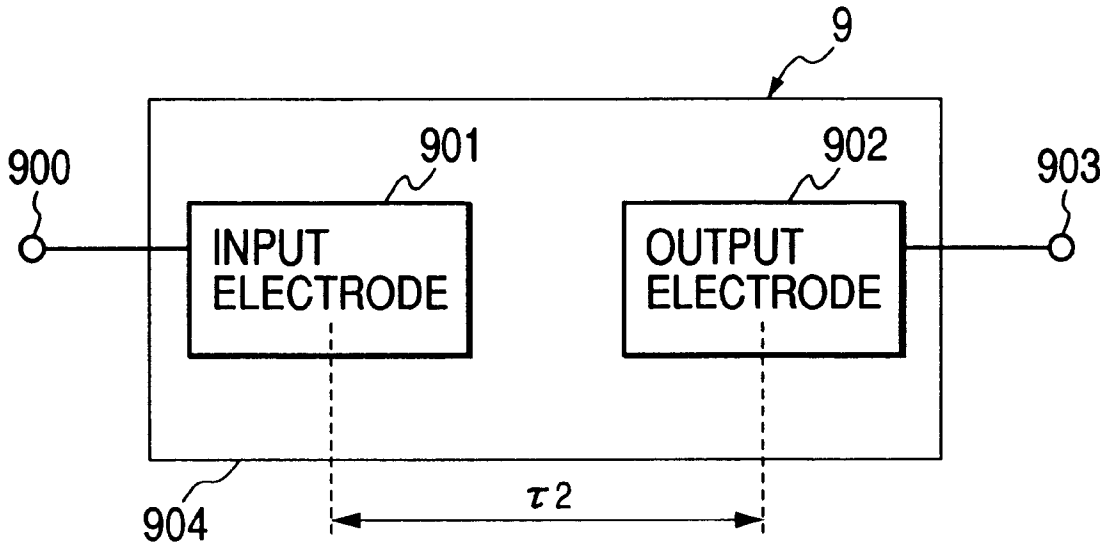 9
901
902
900
903
INPUT
ELECTRODE
OUTPUT
ELECTRODE
904
τ2